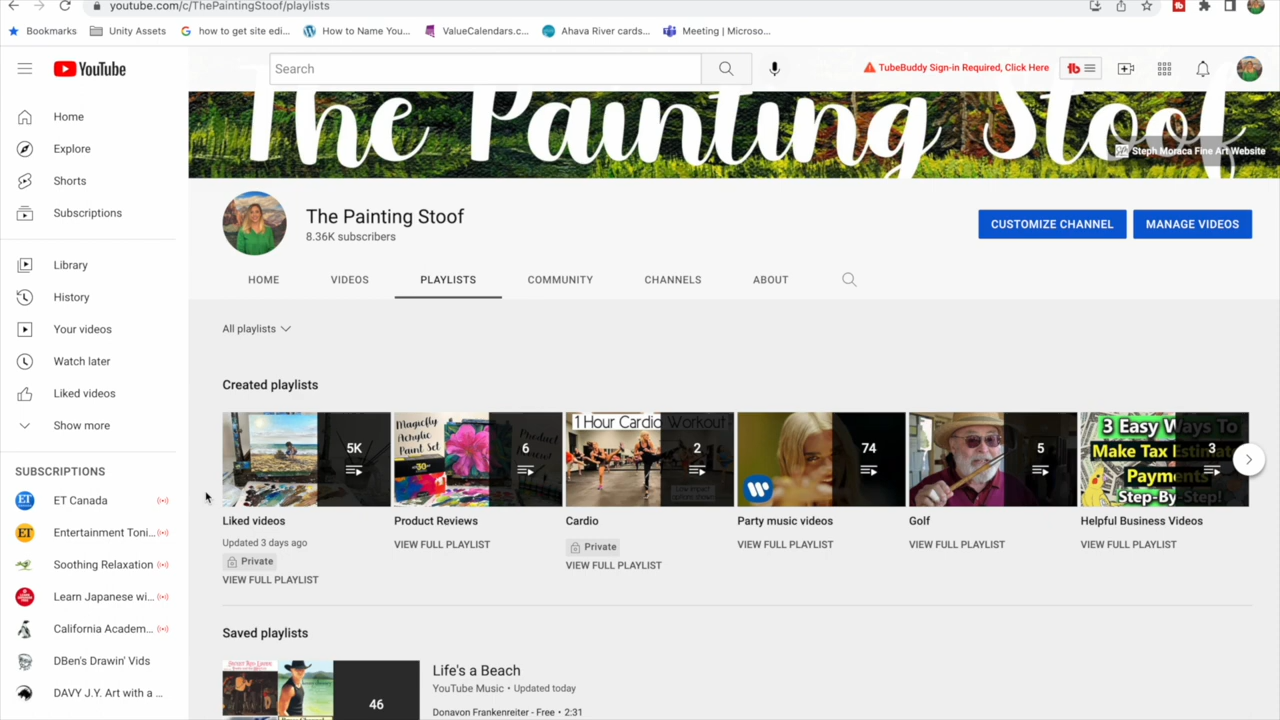 youtube.com/c/ThePaintingStoof/playlists
Bookmarks
Unity Assets
how to get site edi...
How to Name You...
ValueCalendars.c...
Ahava River cards...
Meeting | Microso...
YouTube
Search
TubeBuddy Sign-in Required, Click Here
tb
The Painting Stoof
Steph Moraca Fine Art Website
Home
Explore
Shorts
Subscriptions
Library
History
Your videos
Watch later
Liked videos
Show more
SUBSCRIPTIONS
ET Canada
Entertainment Toni...
Soothing Relaxation
Learn Japanese wi...
California Academ...
DBen's Drawin' Vids
DAVY J.Y. Art with a ...
The Painting Stoof
8.36K subscribers
CUSTOMIZE CHANNEL
MANAGE VIDEOS
HOME
VIDEOS
PLAYLISTS
COMMUNITY
CHANNELS
ABOUT
All playlists
Created playlists
5K
Liked videos
Updated 3 days ago
Private
VIEW FULL PLAYLIST
Magicfly
Acrylic
Paint Set
-30-
Product
Review
6
Product Reviews
VIEW FULL PLAYLIST
1 Hour Cardio Workout
2
Cardio
Private
VIEW FULL PLAYLIST
74
Party music videos
VIEW FULL PLAYLIST
5
Golf
VIEW FULL PLAYLIST
3 Easy Ways To
Make Tax Estimate
Payments
Step-By-Step!
3
Helpful Business Videos
VIEW FULL PLAYLIST
Saved playlists
46
Life's a Beach
YouTube Music • Updated today
Donavon Frankenreiter - Free • 2:31